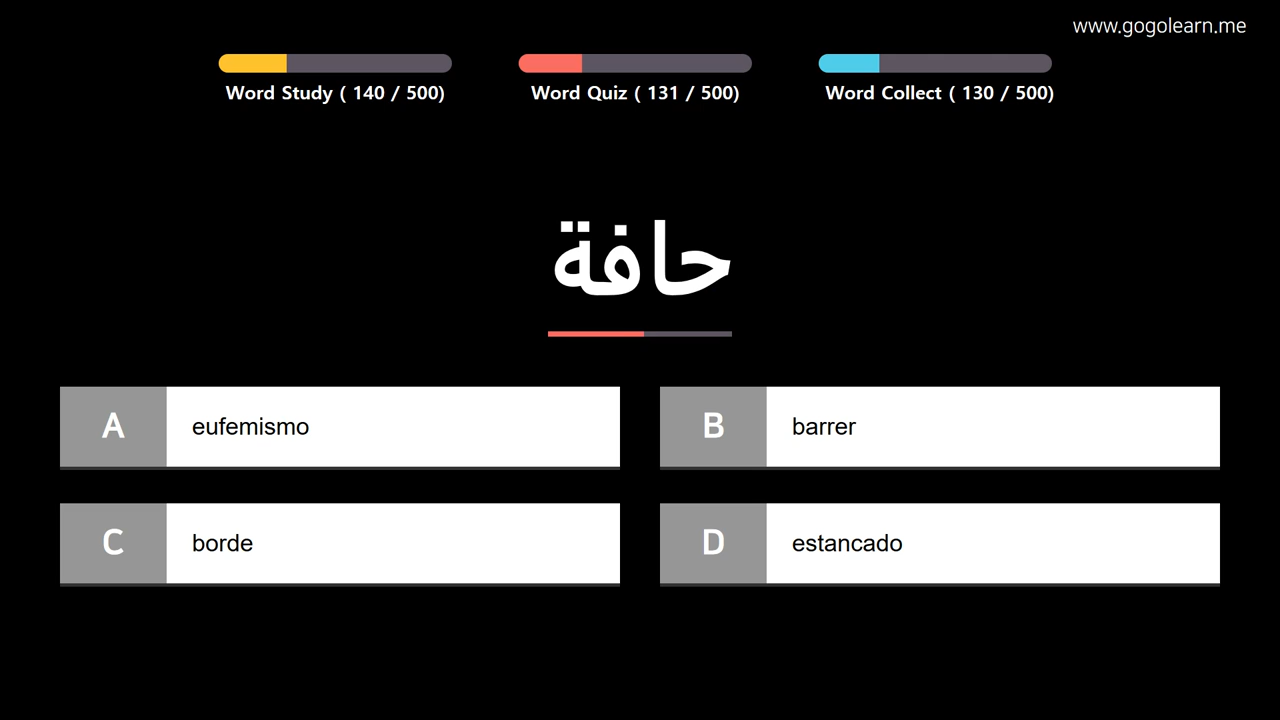 www.gogolearn.me
Word Study ( 140 / 500)
Word Quiz ( 131 / 500)
Word Collect ( 130 / 500)
حافة
A eufemismo
B barrer
C borde
D estancado